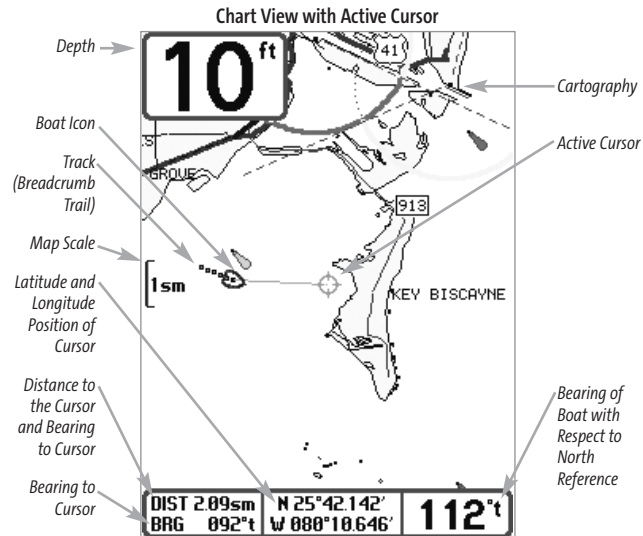 Chart View with Active Cursor
Depth
10 ft
41
Cartography
Boat Icon
Active Cursor
Track
(Breadcrumb
Trail)
S
GROVE
913
Map Scale
1sm
KEY BISCAYNE
Latitude and
Longitude
Position of
Cursor
Distance to
the Cursor
and Bearing
to Cursor
Bearing of
Boat with
Respect to
North
Reference
Bearing to
Cursor
DIST 2.09sm
BRG 092°t
N 25°42.142'
W 080°10.646'
112°t